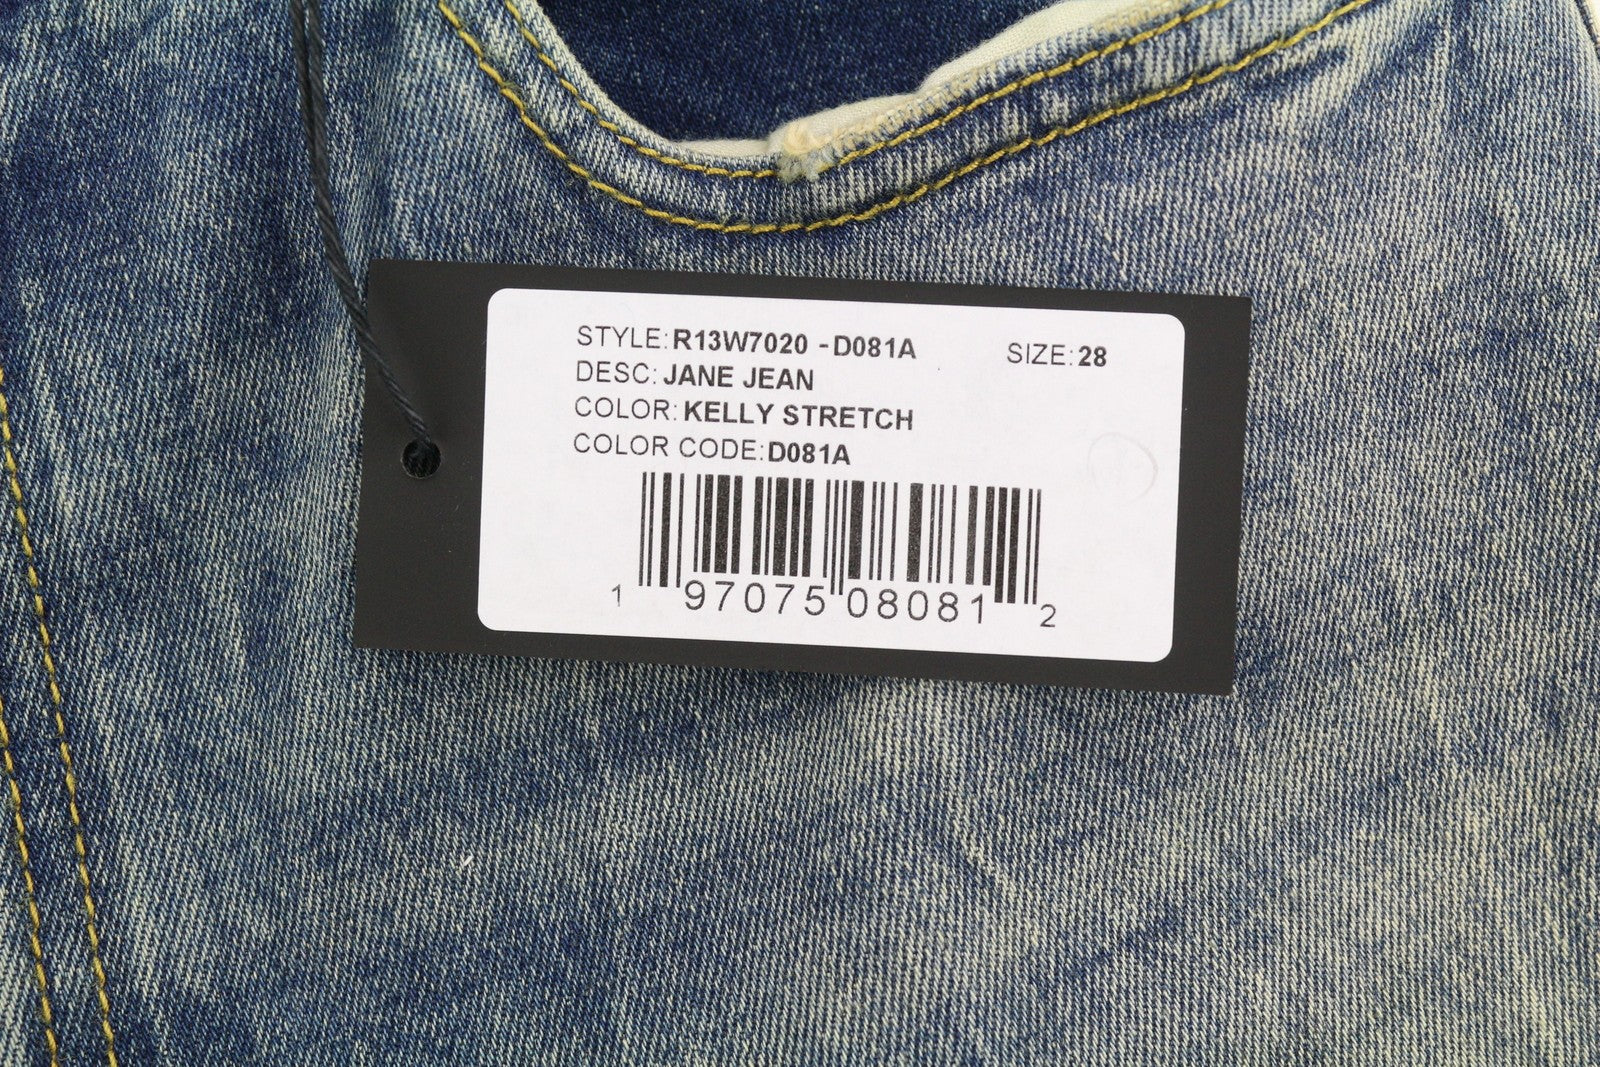 STYLE: R13W7020 -D081A SIZE: 28
DESC: JANE JEAN
COLOR: KELLY STRETCH
COLOR CODE: D081A
1 97075 08081 2